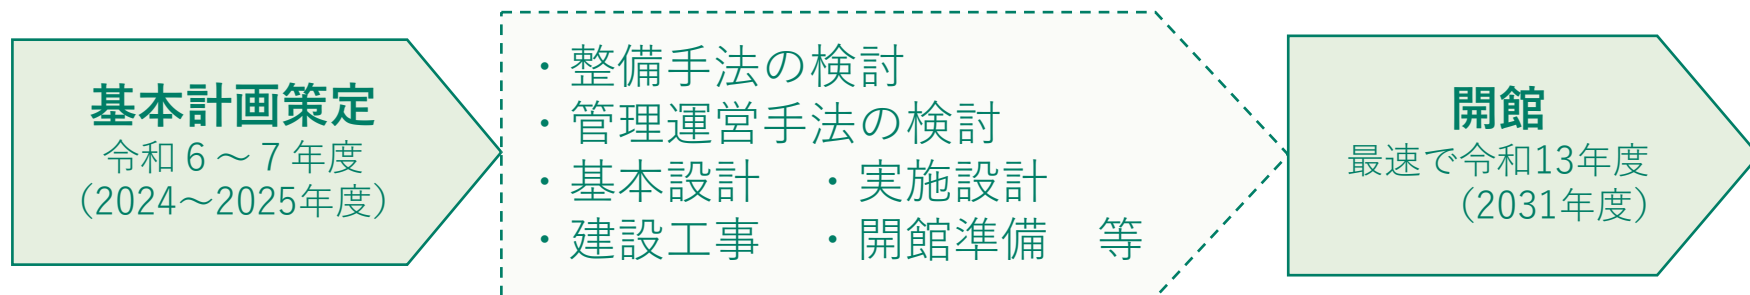 基本計画策定
令和６～７年度
（2024～2025年度）
・整備手法の検討
・管理運営手法の検討
・基本設計　・実施設計
・建設工事　・開館準備　等
開館
最速で令和13年度
（2031年度）